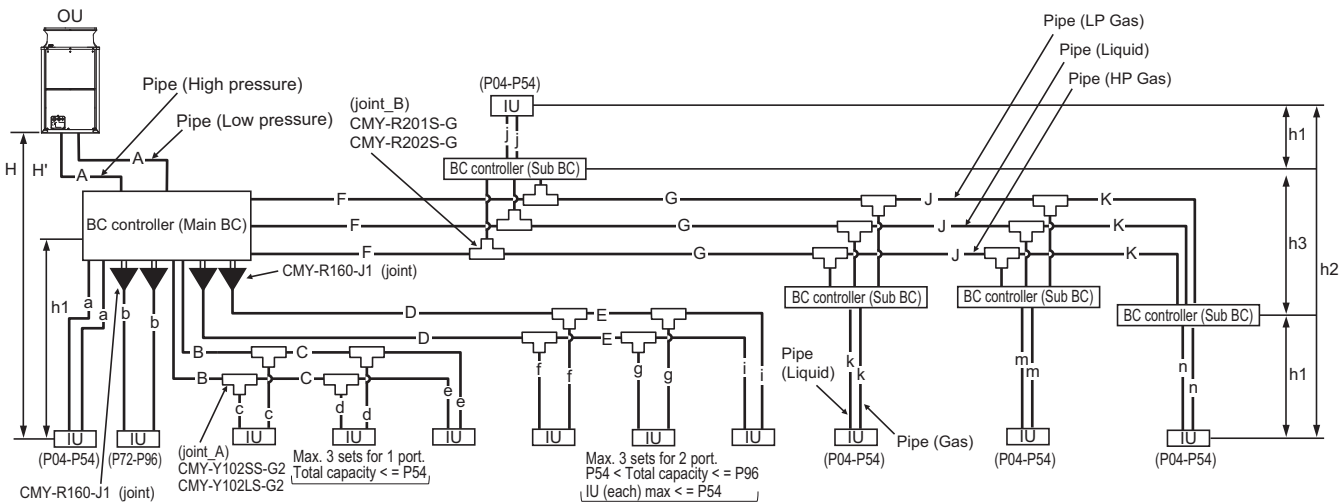 OU
Pipe (High pressure)
Pipe (Low pressure)
H
H'
A
A
BC controller (Main BC)
h1
a
a
b
b
CMY-R160-J1 (joint)
(joint_B)
CMY-R201S-G
CMY-R202S-G
(P04-P54)
IU
j
j
BC controller (Sub BC)
Pipe (LP Gas)
Pipe (Liquid)
Pipe (HP Gas)
F
G
J
K
F
G
J
K
F
G
J
K
h1
h3
h2
h1
BC controller (Sub BC)
BC controller (Sub BC)
BC controller (Sub BC)
D
E
D
E
B
C
B
C
c
c
d
d
e
e
f
f
g
g
i
i
Pipe
(Liquid)
k
k
m
m
n
n
Pipe (Gas)
IU
IU
IU
IU
IU
IU
IU
IU
IU
IU
IU
(P04-P54)
(P72-P96)
(joint_A)
CMY-Y102SS-G2
CMY-Y102LS-G2
CMY-R160-J1 (joint)
Max. 3 sets for 1 port.
Total capacity < = P54
Max. 3 sets for 2 port.
P54 < Total capacity < = P96
IU (each) max < = P54
(P04-P54)
(P04-P54)
(P04-P54)